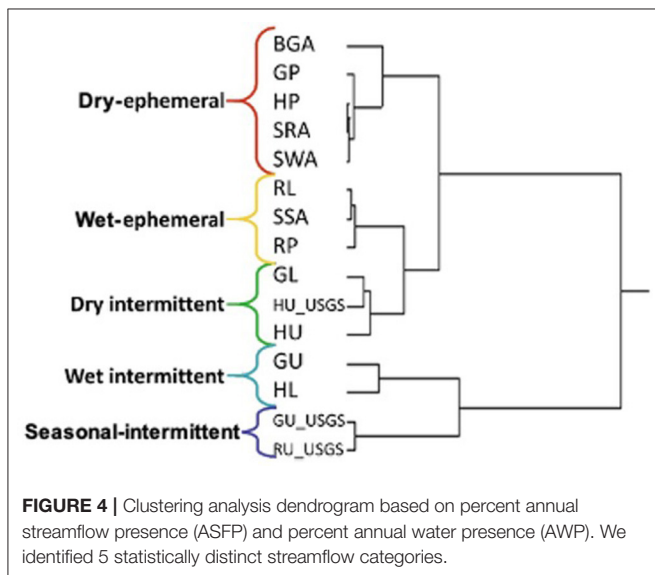 BGA
GP
Dry-ephemeral
HP
SRA
SWA
RL
Wet-ephemeral
SSA
RP
GL
Dry intermittent
HU_USGS
HU
GU
Wet intermittent
HL
GU_USGS
Seasonal-intermittent
RU_USGS
FIGURE 4 | Clustering analysis dendrogram based on percent annual
streamflow presence (ASFP) and percent annual water presence (AWP). We
identified 5 statistically distinct streamflow categories.